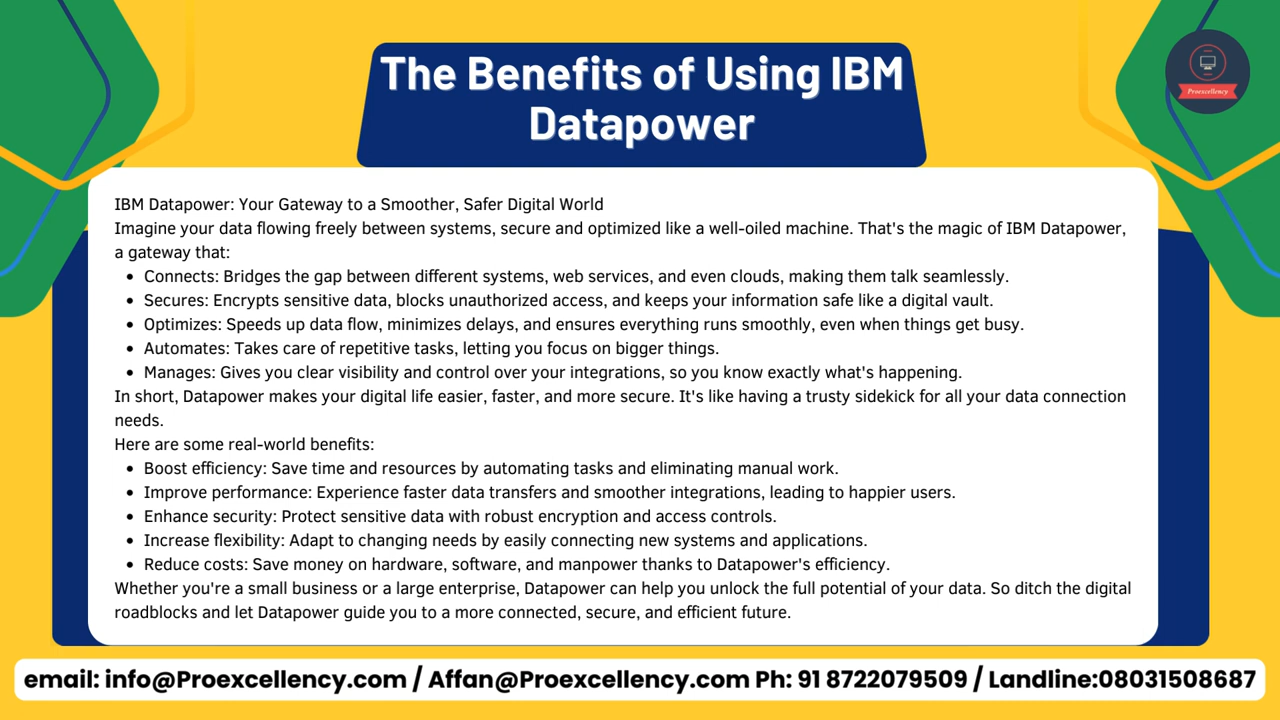 The Benefits of Using IBM
Datapower
Proexcellency
IBM Datapower: Your Gateway to a Smoother, Safer Digital World
Imagine your data flowing freely between systems, secure and optimized like a well-oiled machine. That's the magic of IBM Datapower,
a gateway that:
• Connects: Bridges the gap between different systems, web services, and even clouds, making them talk seamlessly.
• Secures: Encrypts sensitive data, blocks unauthorized access, and keeps your information safe like a digital vault.
• Optimizes: Speeds up data flow, minimizes delays, and ensures everything runs smoothly, even when things get busy.
• Automates: Takes care of repetitive tasks, letting you focus on bigger things.
• Manages: Gives you clear visibility and control over your integrations, so you know exactly what's happening.
In short, Datapower makes your digital life easier, faster, and more secure. It's like having a trusty sidekick for all your data connection
needs.
Here are some real-world benefits:
• Boost efficiency: Save time and resources by automating tasks and eliminating manual work.
• Improve performance: Experience faster data transfers and smoother integrations, leading to happier users.
• Enhance security: Protect sensitive data with robust encryption and access controls.
• Increase flexibility: Adapt to changing needs by easily connecting new systems and applications.
• Reduce costs: Save money on hardware, software, and manpower thanks to Datapower's efficiency.
Whether you're a small business or a large enterprise, Datapower can help you unlock the full potential of your data. So ditch the digital
roadblocks and let Datapower guide you to a more connected, secure, and efficient future.
email: info@Proexcellency.com / Affan@Proexcellency.com Ph: 91 8722079509 / Landline:08031508687